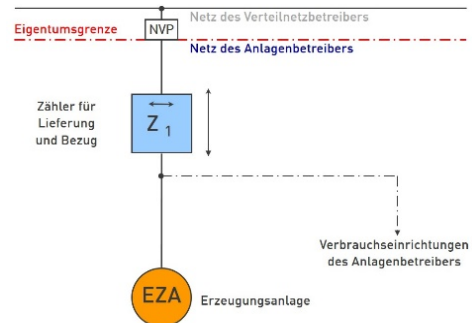 Netz des Verteilnetzbetreibers
Eigentumsgrenze
NVP
Netz des Anlagenbetreibers
Zähler für
Lieferung
und Bezug
Z 1
Verbrauchseinrichtungen
des Anlagenbetreibers
EZA
Erzeugungsanlage